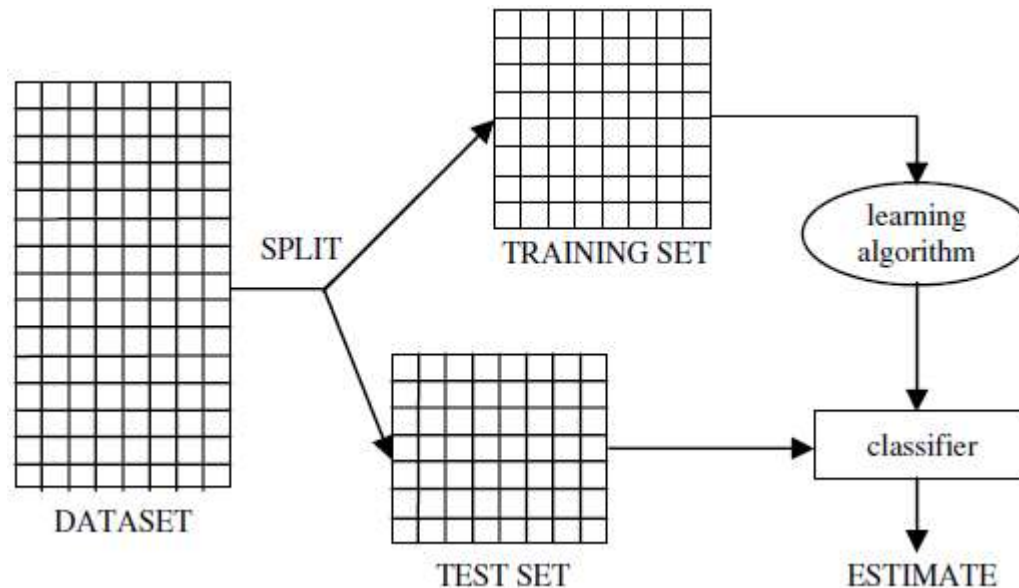 DATASET
SPLIT
TRAINING SET
TEST SET
learning
algorithm
classifier
ESTIMATE